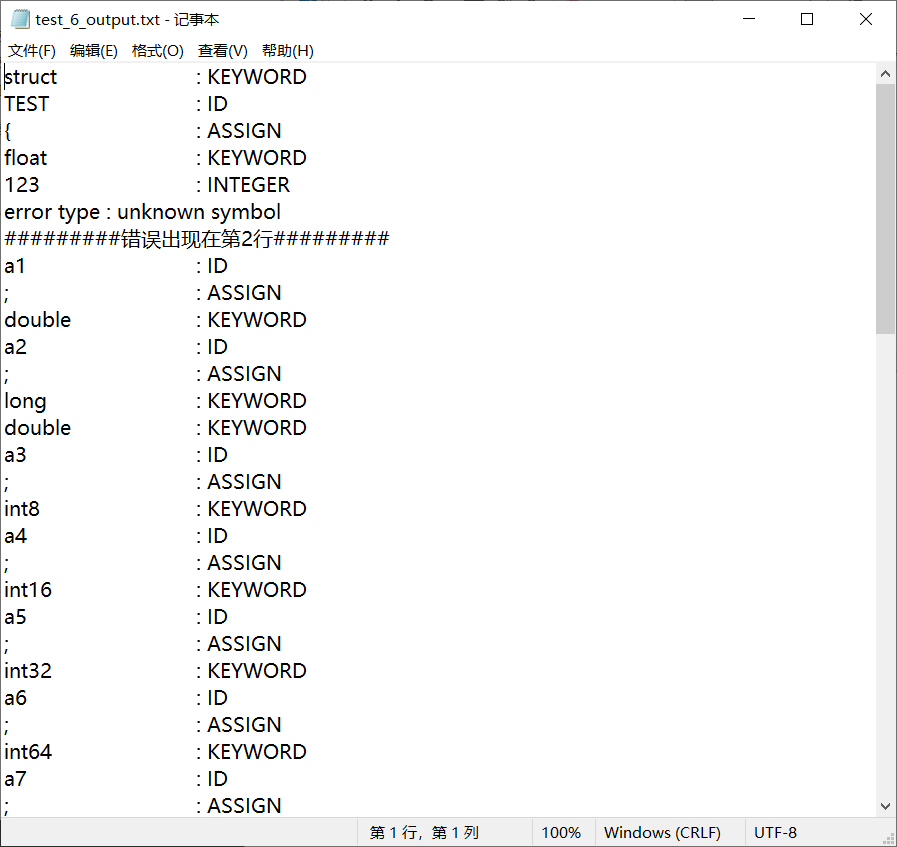 test_6_output.txt - 记事本
文件(F) 编辑(E) 格式(O) 查看(V) 帮助(H)
struct : KEYWORD
TEST : ID
{ : ASSIGN
float : KEYWORD
123 : INTEGER
error type : unknown symbol
#########错误出现在第2行#########
a1 : ID
; : ASSIGN
double : KEYWORD
a2 : ID
; : ASSIGN
long : KEYWORD
double : KEYWORD
a3 : ID
; : ASSIGN
int8 : KEYWORD
a4 : ID
; : ASSIGN
int16 : KEYWORD
a5 : ID
; : ASSIGN
int32 : KEYWORD
a6 : ID
; : ASSIGN
int64 : KEYWORD
a7 : ID
; : ASSIGN
第 1 行，第 1 列 100% Windows (CRLF) UTF-8